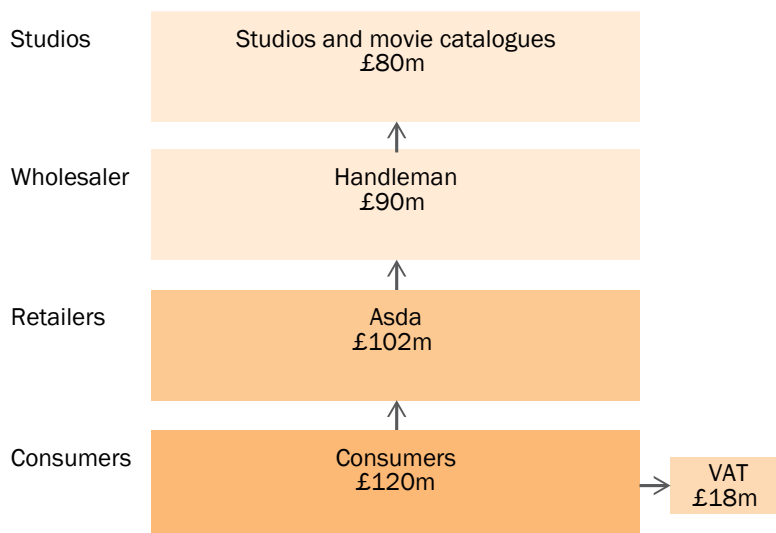 Studios
Studios and movie catalogues
£80m
Wholesaler
Handleman
£90m
Retailers
Asda
£102m
Consumers
Consumers
£120m
VAT
£18m